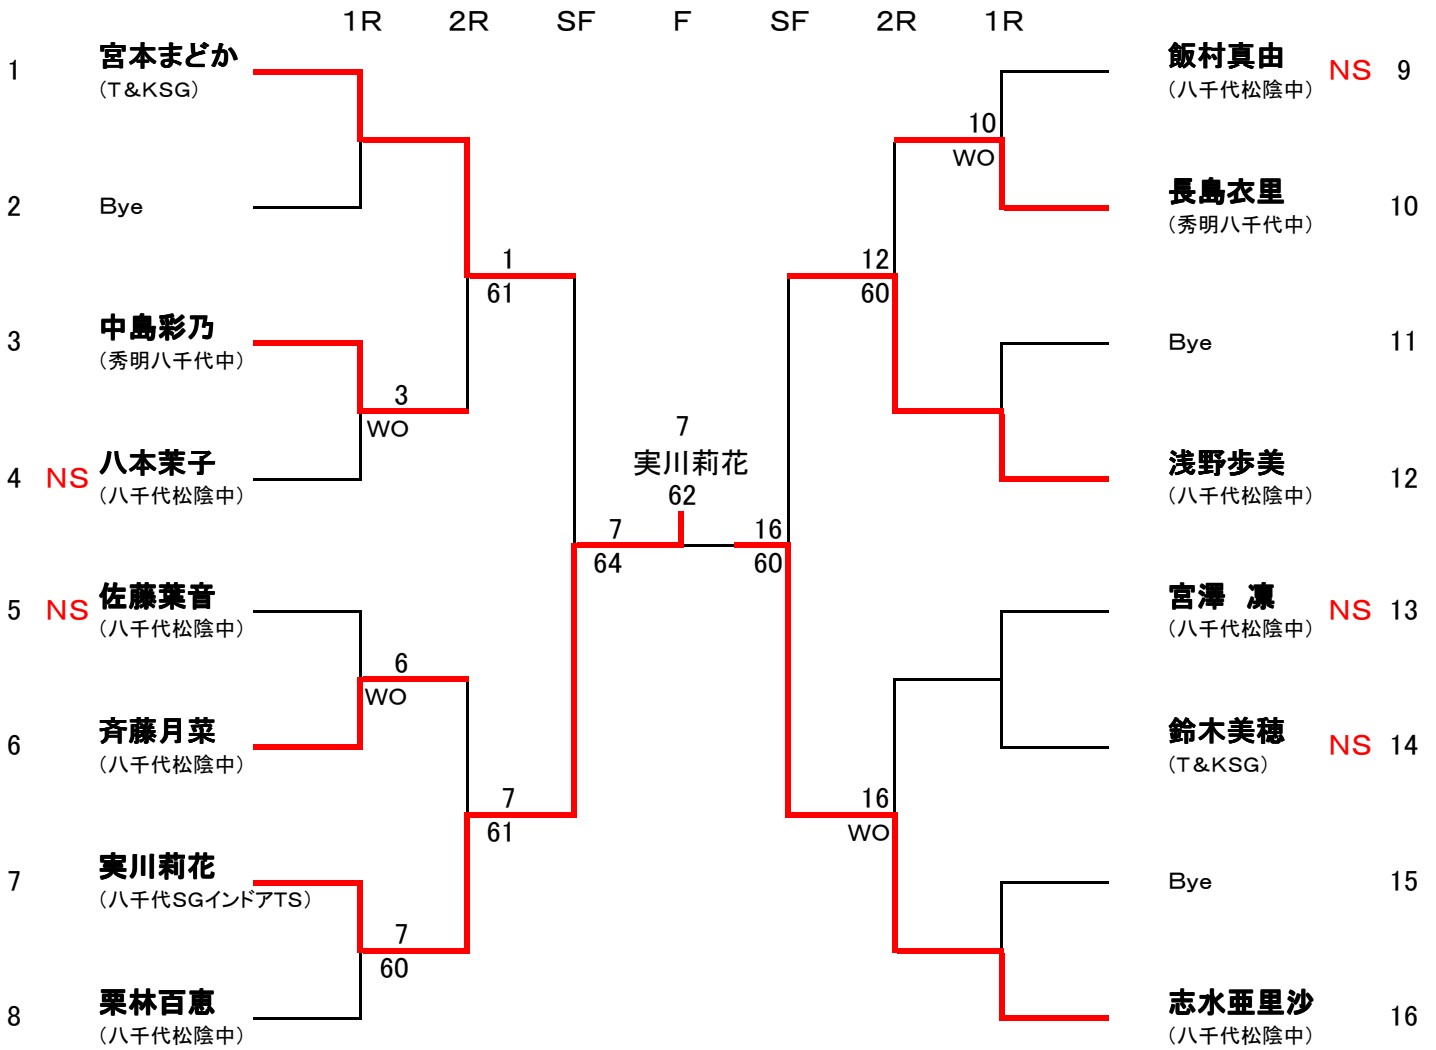 1R 2R SF F SF 2R 1R
1 宮本まどか
(T&KSG)
2 Bye
1
61
3 中島彩乃
(秀明八千代中)
3
WO
4 NS 八本茉子
(八千代松陰中)
5 NS 佐藤葉音
(八千代松陰中)
6
WO
6 斉藤月菜
(八千代松陰中)
7
61
7 実川莉花
(八千代SGインドアTS)
7
60
8 栗林百恵
(八千代松陰中)
7
64
7
実川莉花
62
16
60
飯村真由 NS 9
(八千代松陰中)
10
WO
長島衣里 10
(秀明八千代中)
12
60
Bye 11
浅野歩美 12
(八千代松陰中)
宮澤 凜 NS 13
(八千代松陰中)
鈴木美穂 NS 14
(T&KSG)
16
WO
Bye 15
志水亜里沙 16
(八千代松陰中)